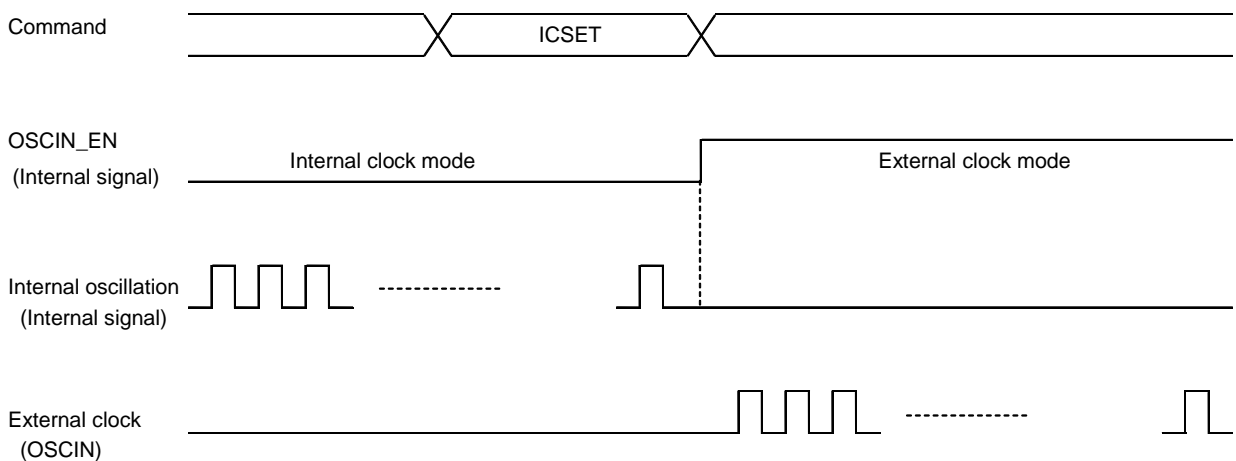 Command
ICSET
OSCIN_EN
(Internal signal)
Internal clock mode
External clock mode
Internal oscillation
(Internal signal)
External clock
(OSCIN)